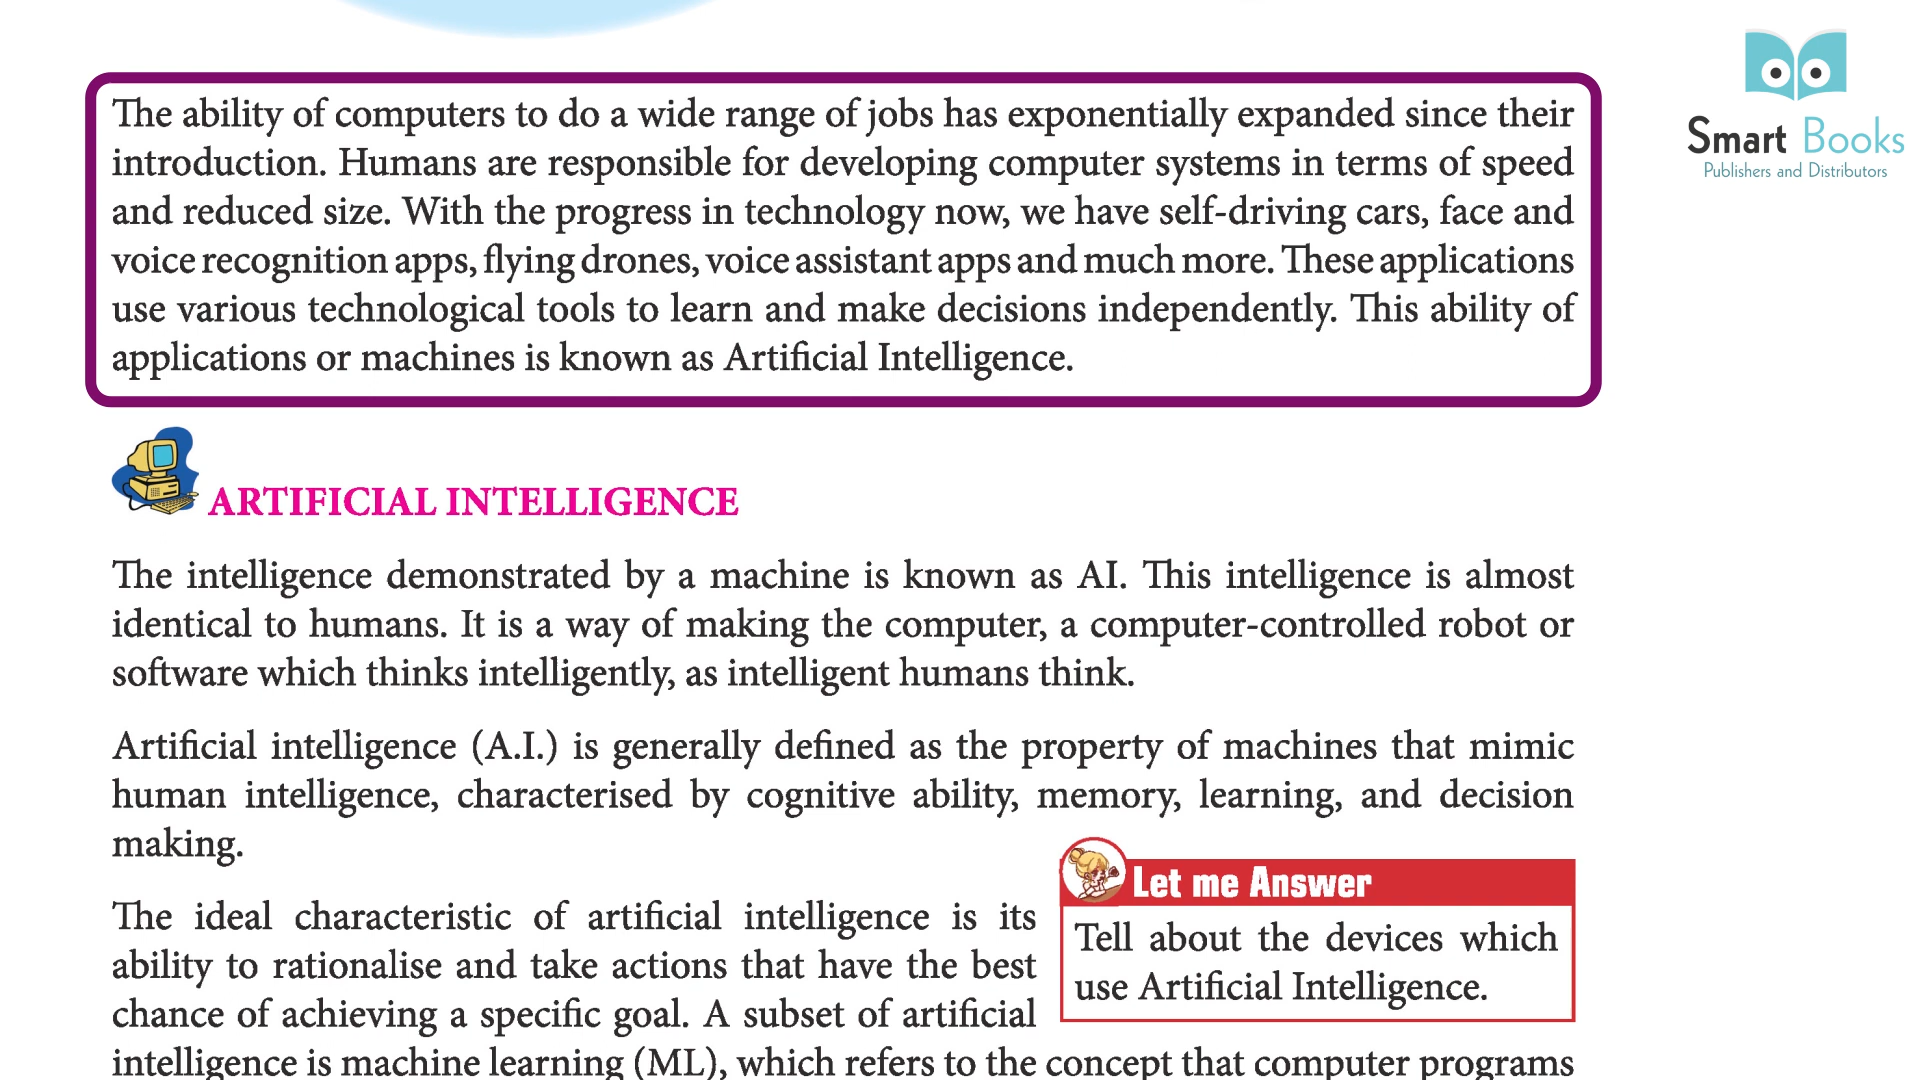 Smart Books
Publishers and Distributors
The ability of computers to do a wide range of jobs has exponentially expanded since their
introduction. Humans are responsible for developing computer systems in terms of speed
and reduced size. With the progress in technology now, we have self-driving cars, face and
voice recognition apps, flying drones, voice assistant apps and much more. These applications
use various technological tools to learn and make decisions independently. This ability of
applications or machines is known as Artificial Intelligence.
ARTIFICIAL INTELLIGENCE
The intelligence demonstrated by a machine is known as AI. This intelligence is almost
identical to humans. It is a way of making the computer, a computer-controlled robot or
software which thinks intelligently, as intelligent humans think.
Artificial intelligence (A.I.) is generally defined as the property of machines that mimic
human intelligence, characterised by cognitive ability, memory, learning, and decision
making.
Let me Answer
Tell about the devices which
use Artificial Intelligence.
The ideal characteristic of artificial intelligence is its
ability to rationalise and take actions that have the best
chance of achieving a specific goal. A subset of artificial
intelligence is machine learning (ML), which refers to the concept that computer programs